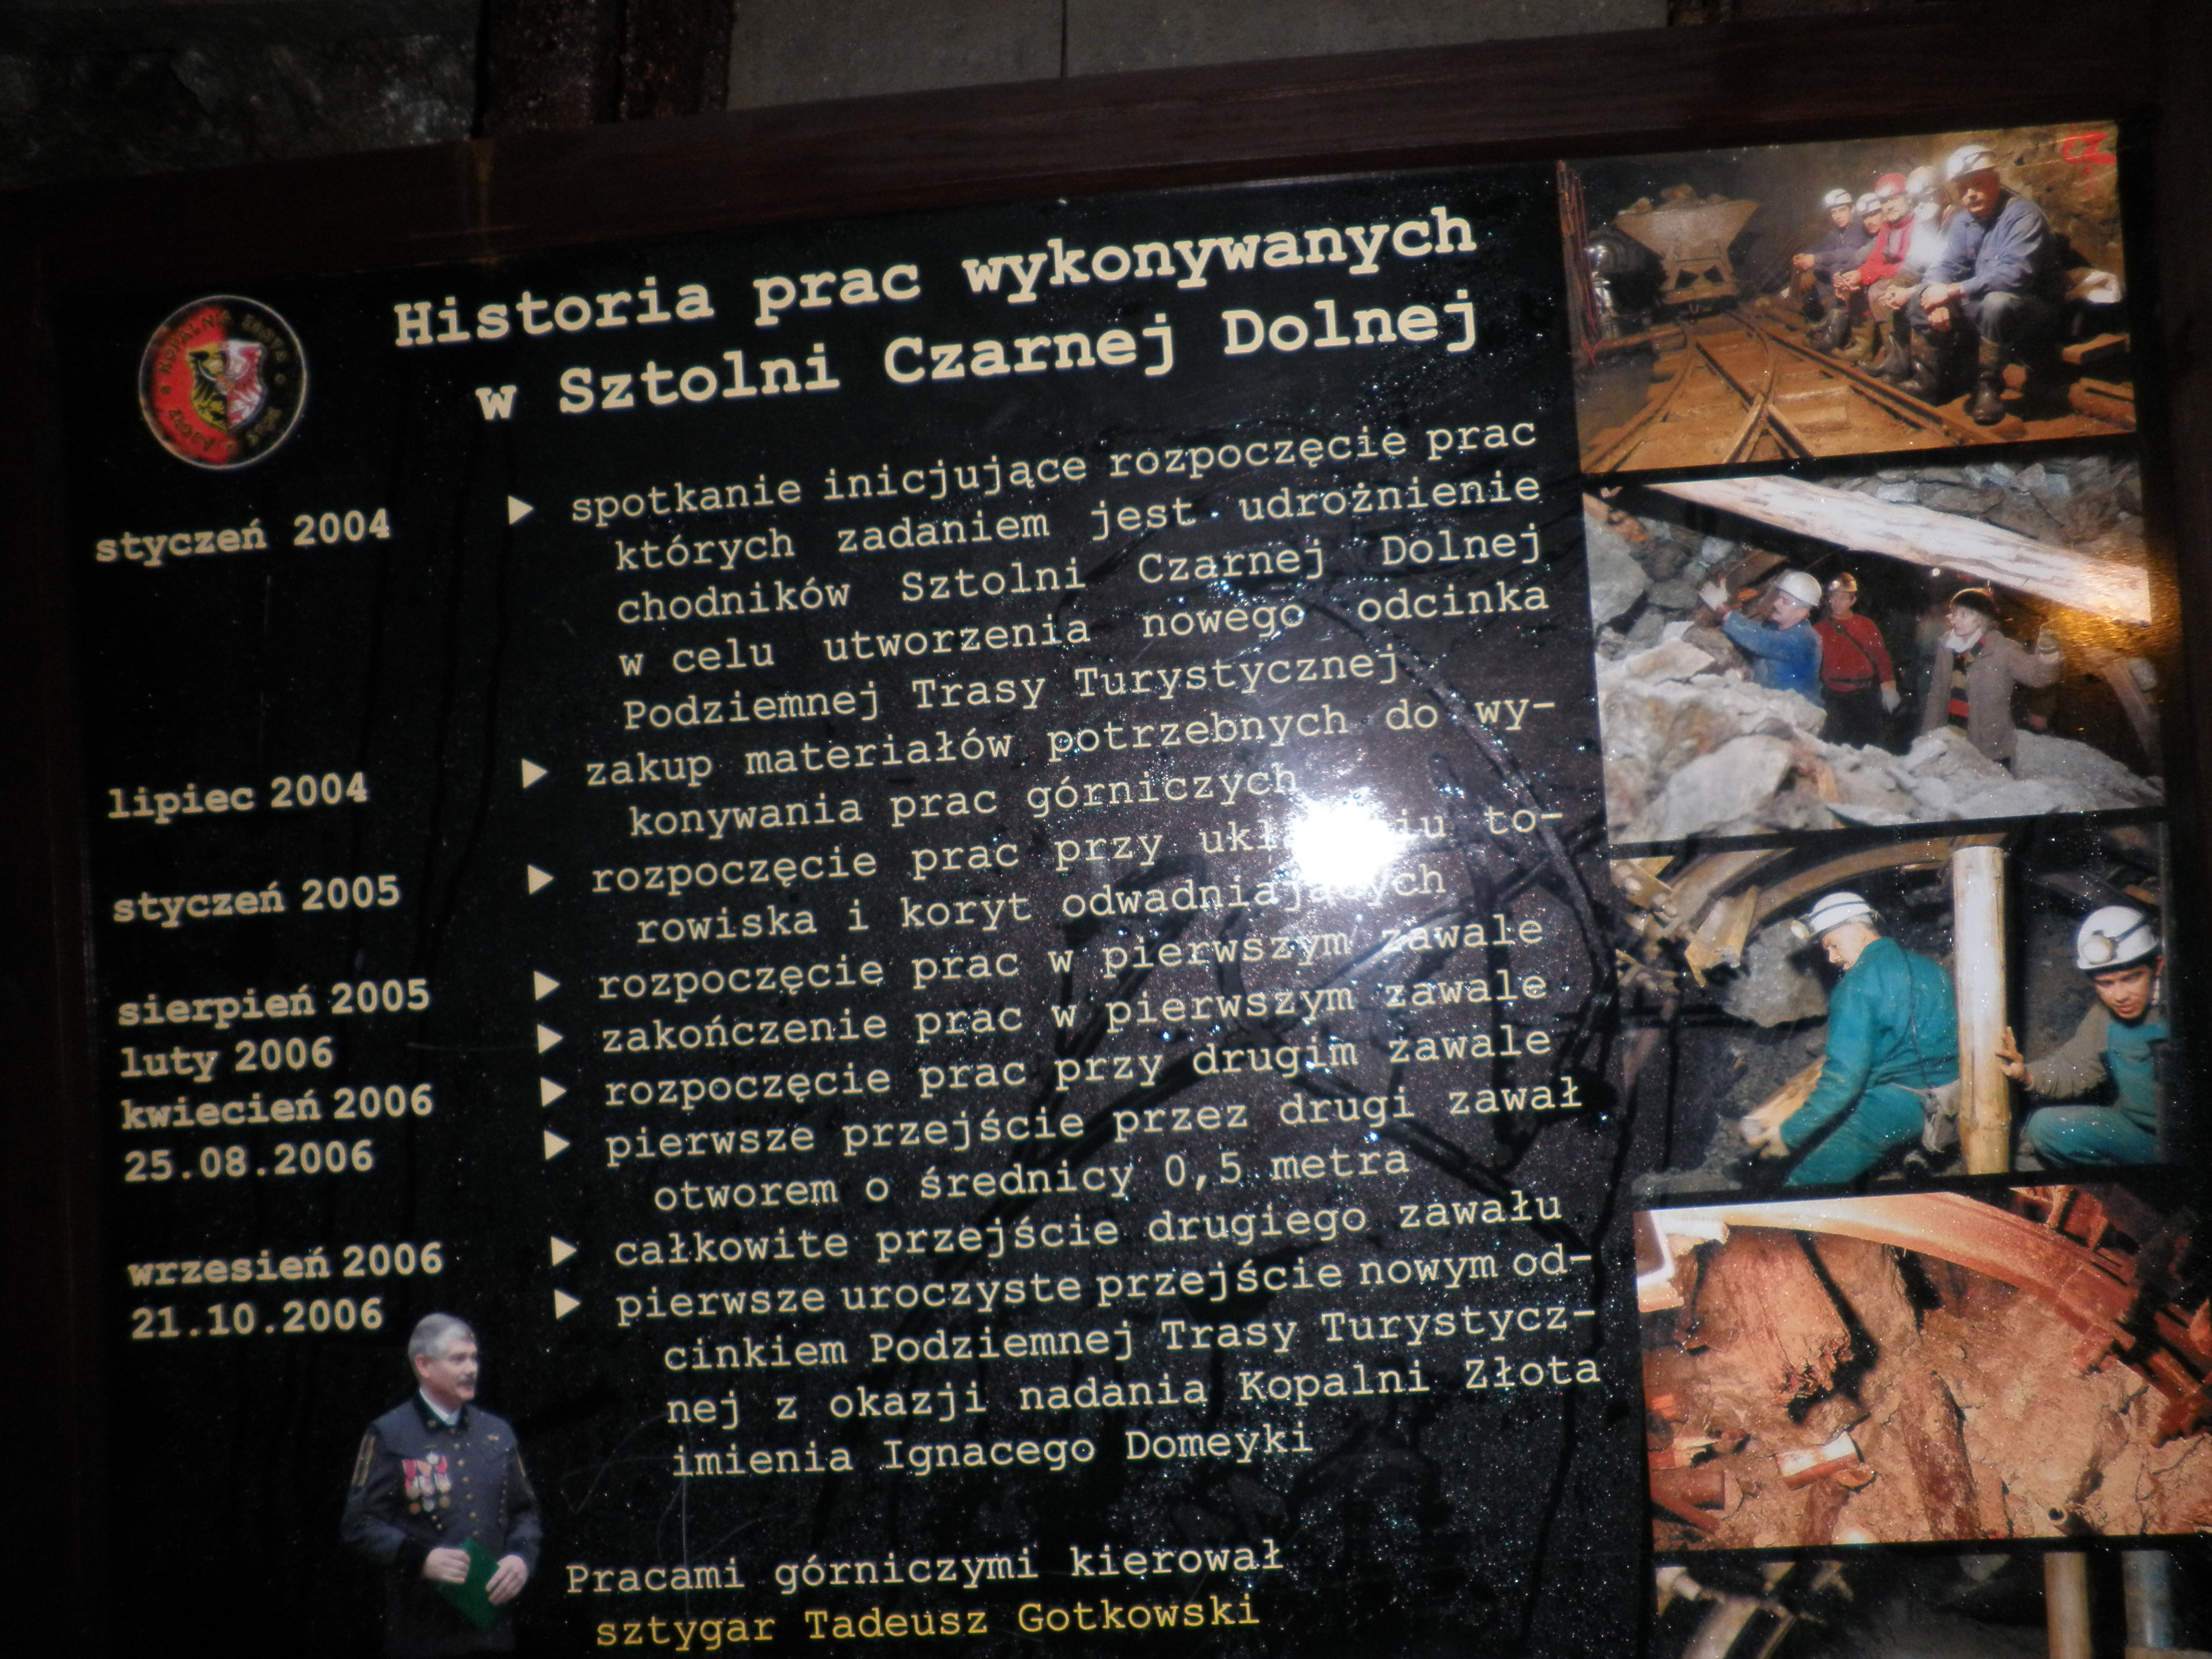 Historia prac wykonywanych
w Sztolni Czarnej Dolnej
styczeń 2004 ► spotkanie inicjujące rozpoczęcie prac
których zadaniem jest udrożnienie
chodników Sztolni Czarnej Dolnej
w celu utworzenia nowego odcinka
Podziemnej Trasy Turystycznej
lipiec 2004 ► zakup materiałów potrzebnych do wy-
konywania prac górniczych
styczeń 2005 ► rozpoczęcie prac przy to-
rowiska i koryt odwadniających
sierpień 2005 ► rozpoczęcie prac w pierwszym zawale
luty 2006 ► zakończenie prac w pierwszym zawale
kwiecień 2006 ► rozpoczęcie prac przy drugim zawale
25.08.2006 ► pierwsze przejście przez drugi zawał
otworem o średnicy 0,5 metra
wrzesień 2006 ► całkowite przejście drugiego zawału
21.10.2006 ► pierwsze uroczyste przejście nowym od-
cinkiem Podziemnej Trasy Turystycz-
nej z okazji nadania Kopalni Złota
imienia Ignacego Domeyki
Pracami górniczymi kierował
sztygar Tadeusz Gotkowski